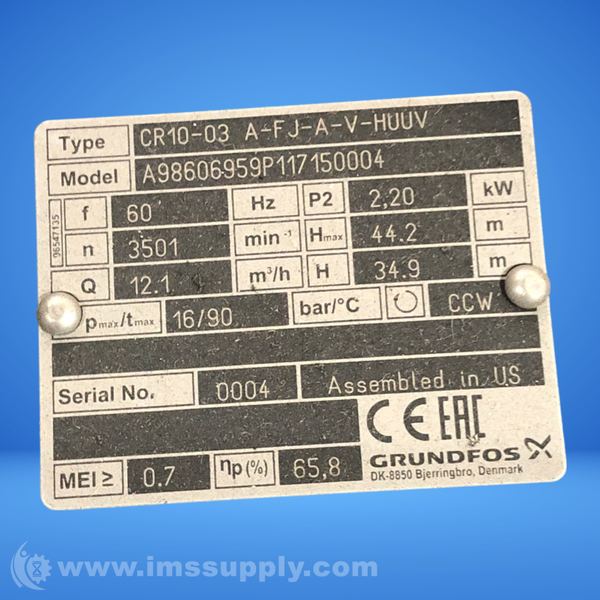 Type CR10-03 A-FJ-A-V-HUUV
Model A98606959P117150004
96547135
f 60 Hz P2 2,20 kW
n 3501 min⁻¹ Hmax 44.2 m
Q 12.1 m³/h H 34.9 m
pmax/tmax 16/90 bar/°C CCW
Serial No. 0004 Assembled in US
CE EAC
GRUNDFOS
DK-8850 Bjerringbro, Denmark
MEI ≥ 0.7 ηp(%) 65,8
www.imssupply.com